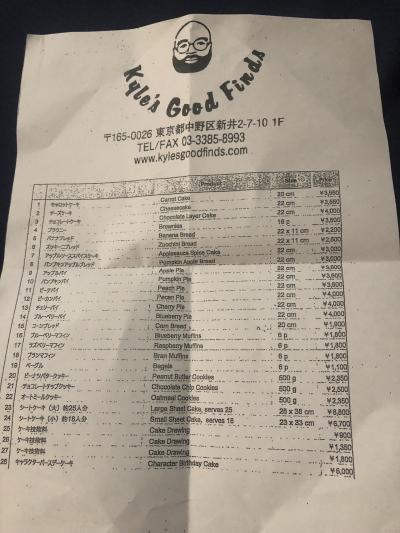 Kyle's Good Finds
〒165-0026 東京都中野区新井2-7-10 1F
TEL/FAX 03-3385-8993
www.kylesgoodfinds.com
Product Size
1 キャロットケーキ Carrot Cake 20 cm ¥3,550
2 チーズケーキ Cheesecake 22 cm ¥4,000
3 チョコレートケーキ Chocolate Layer Cake 22 cm
4 ブラウニー Brownies 16 p
5 バナナブレッド Banana Bread 22 x 11 cm ¥2,200
6 ズッキーニブレッド Zucchini Bread 22 x 11 cm
7 アップルソーススパイスケーキ Applesauce Spice Cake 22 cm
8 パンプキンアップルブレッド Pumpkin Apple Bread 22 cm
9 アップルパイ Apple Pie 22 cm
10 パンプキンパイ Pumpkin Pie 22 cm
11 ピーチパイ Peach Pie 22 cm
12 ピーカンパイ Pecan Pie 22 cm ¥4,000
13 チェリーパイ Cherry Pie 22 cm ¥4,000
14 ブルーベリーパイ Blueberry Pie 22 cm ¥4,000
15 コーンブレッド Corn Bread 20 cm
16 ブルーベリーマフィン Blueberry Muffins 6 p ¥1,800
17 ラズベリーマフィン Raspberry Muffins 6 p ¥1,800
18 ブランマフィン Bran Muffins 6 p ¥1,800
19 ベーグル Bagels 6 p ¥1,100
20 ピーナツバタークッキー Peanut Butter Cookies 500 g ¥2,350
21 チョコレートチップクッキー Chocolate Chip Cookies 500 g ¥2,500
22 オートミールクッキー Oatmeal Cookies 500 g ¥2,350
23 シートケーキ（大）約25人分 Large Sheet Cake, serves 25 28 x 38 cm ¥8,800
24 シートケーキ（小）約18人分 Small Sheet Cake, serves 18 23 x 33 cm ¥6,700
25 ケーキ技術料 Cake Drawing ¥900
26 ケーキ技術料 Cake Drawing ¥1,350
27 ケーキ技術料 Cake Drawing ¥1,800
28 キャラクターバースデーケーキ Character Birthday Cake ¥6,000